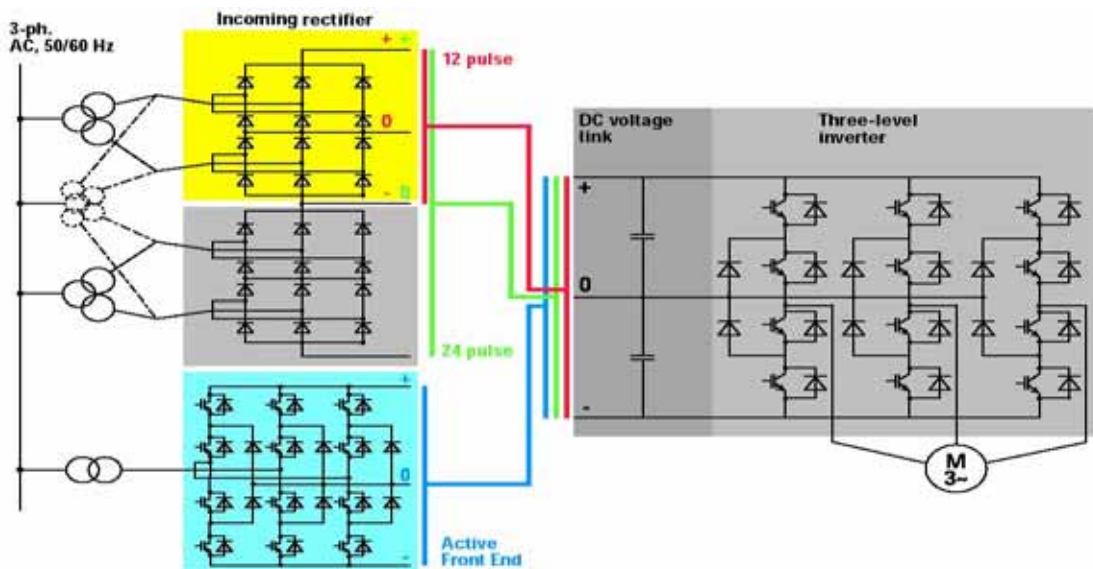 Incoming rectifier
3-ph.
AC, 50/60 Hz
+ +
12 pulse
0
- 0
24 pulse
+
0
-
Active
Front End
DC voltage
link
Three-level
inverter
+
0
-
M
3~